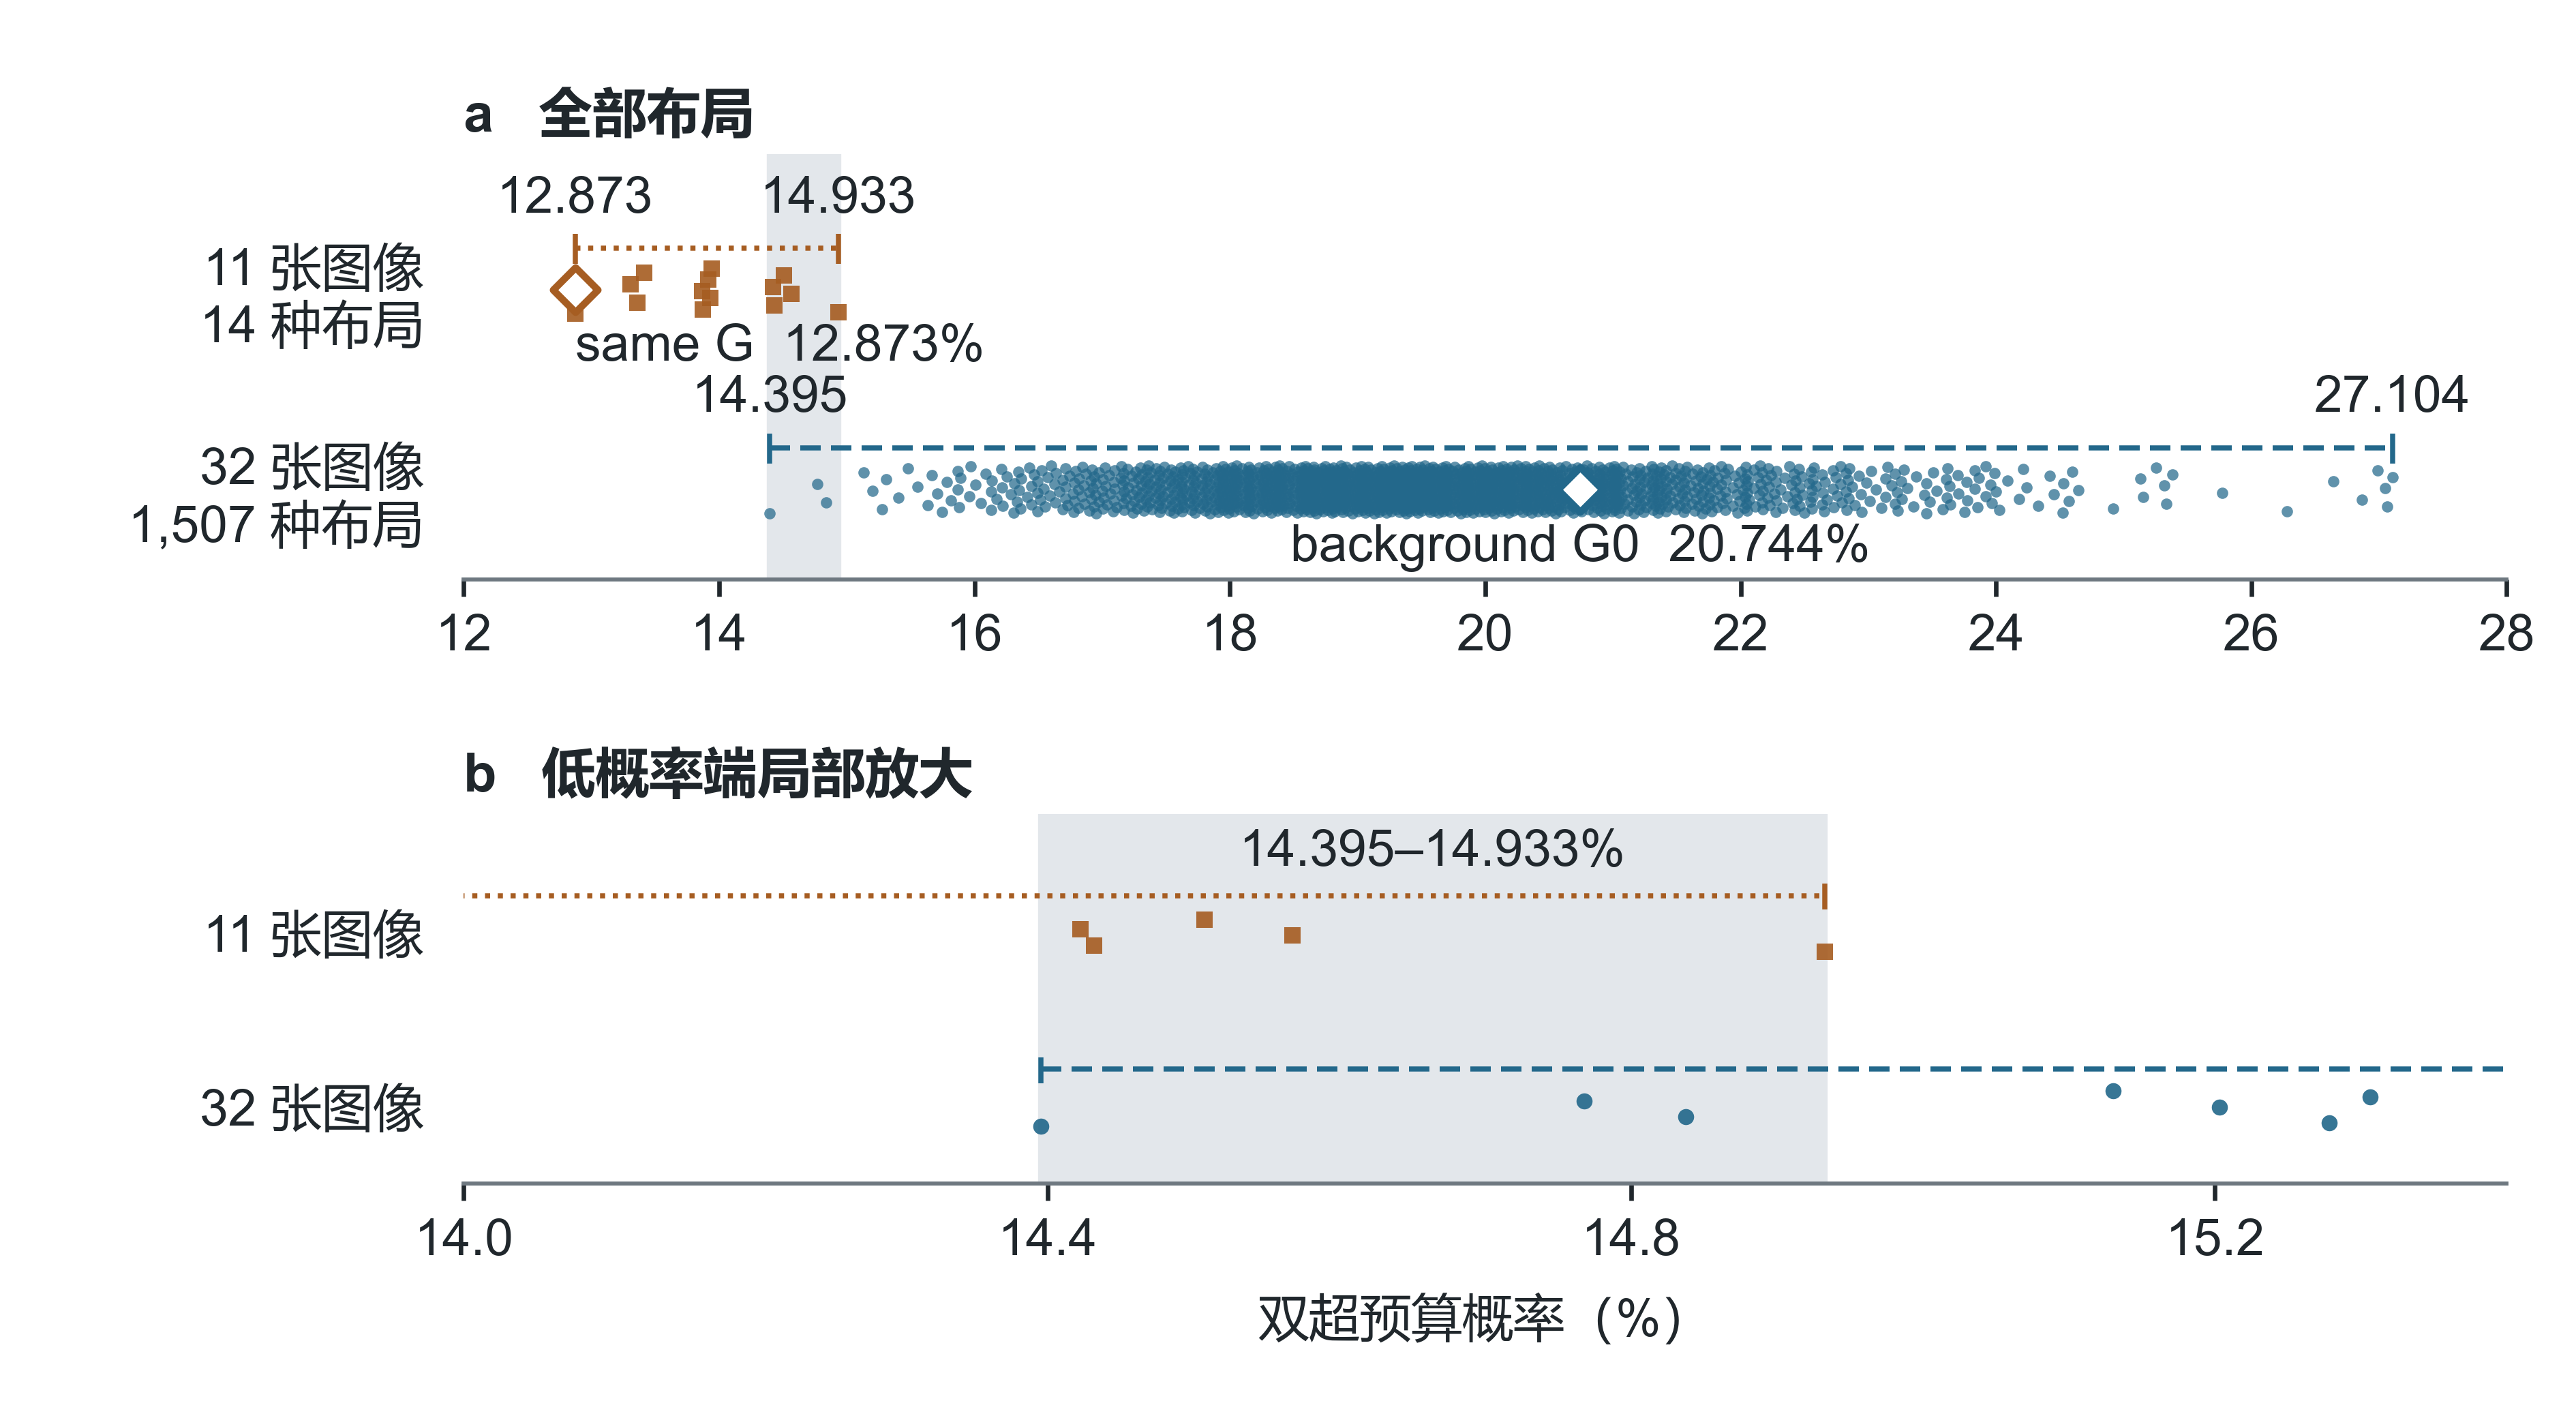 a 全部布局
12.873 14.933
11 张图像
14 种布局
same G 12.873%
14.395 27.104
32 张图像
1,507 种布局
background G0 20.744%
12 14 16 18 20 22 24 26 28
b 低概率端局部放大
14.395–14.933%
11 张图像
32 张图像
14.0 14.4 14.8 15.2
双超预算概率（%）